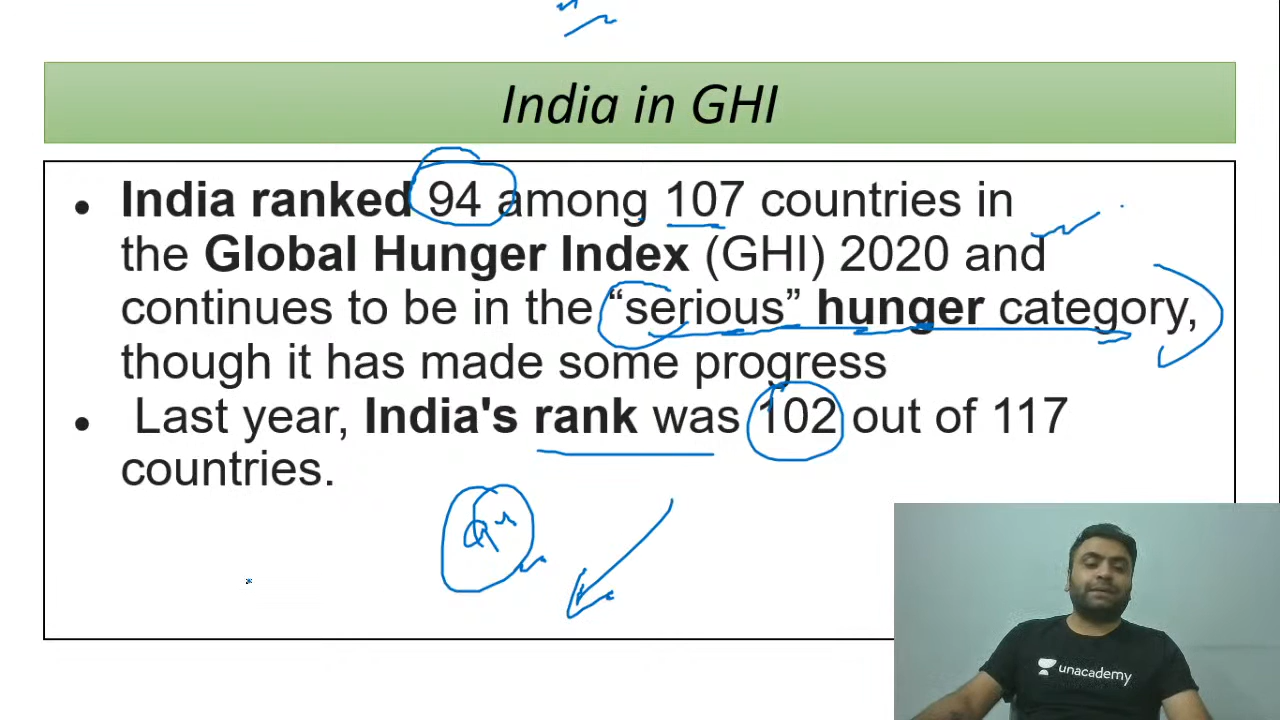 India in GHI
• India ranked 94 among 107 countries in
the Global Hunger Index (GHI) 2020 and
continues to be in the “serious” hunger category,
though it has made some progress
• Last year, India's rank was 102 out of 117
countries.
unacademy